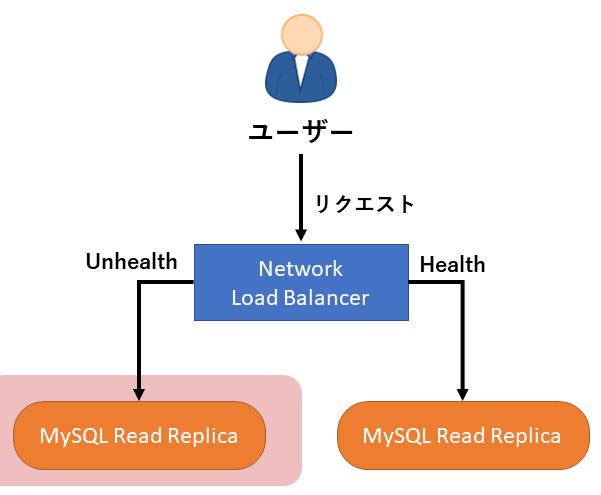 ユーザー
リクエスト
Unhealth
Network
Load Balancer
Health
MySQL Read Replica
MySQL Read Replica